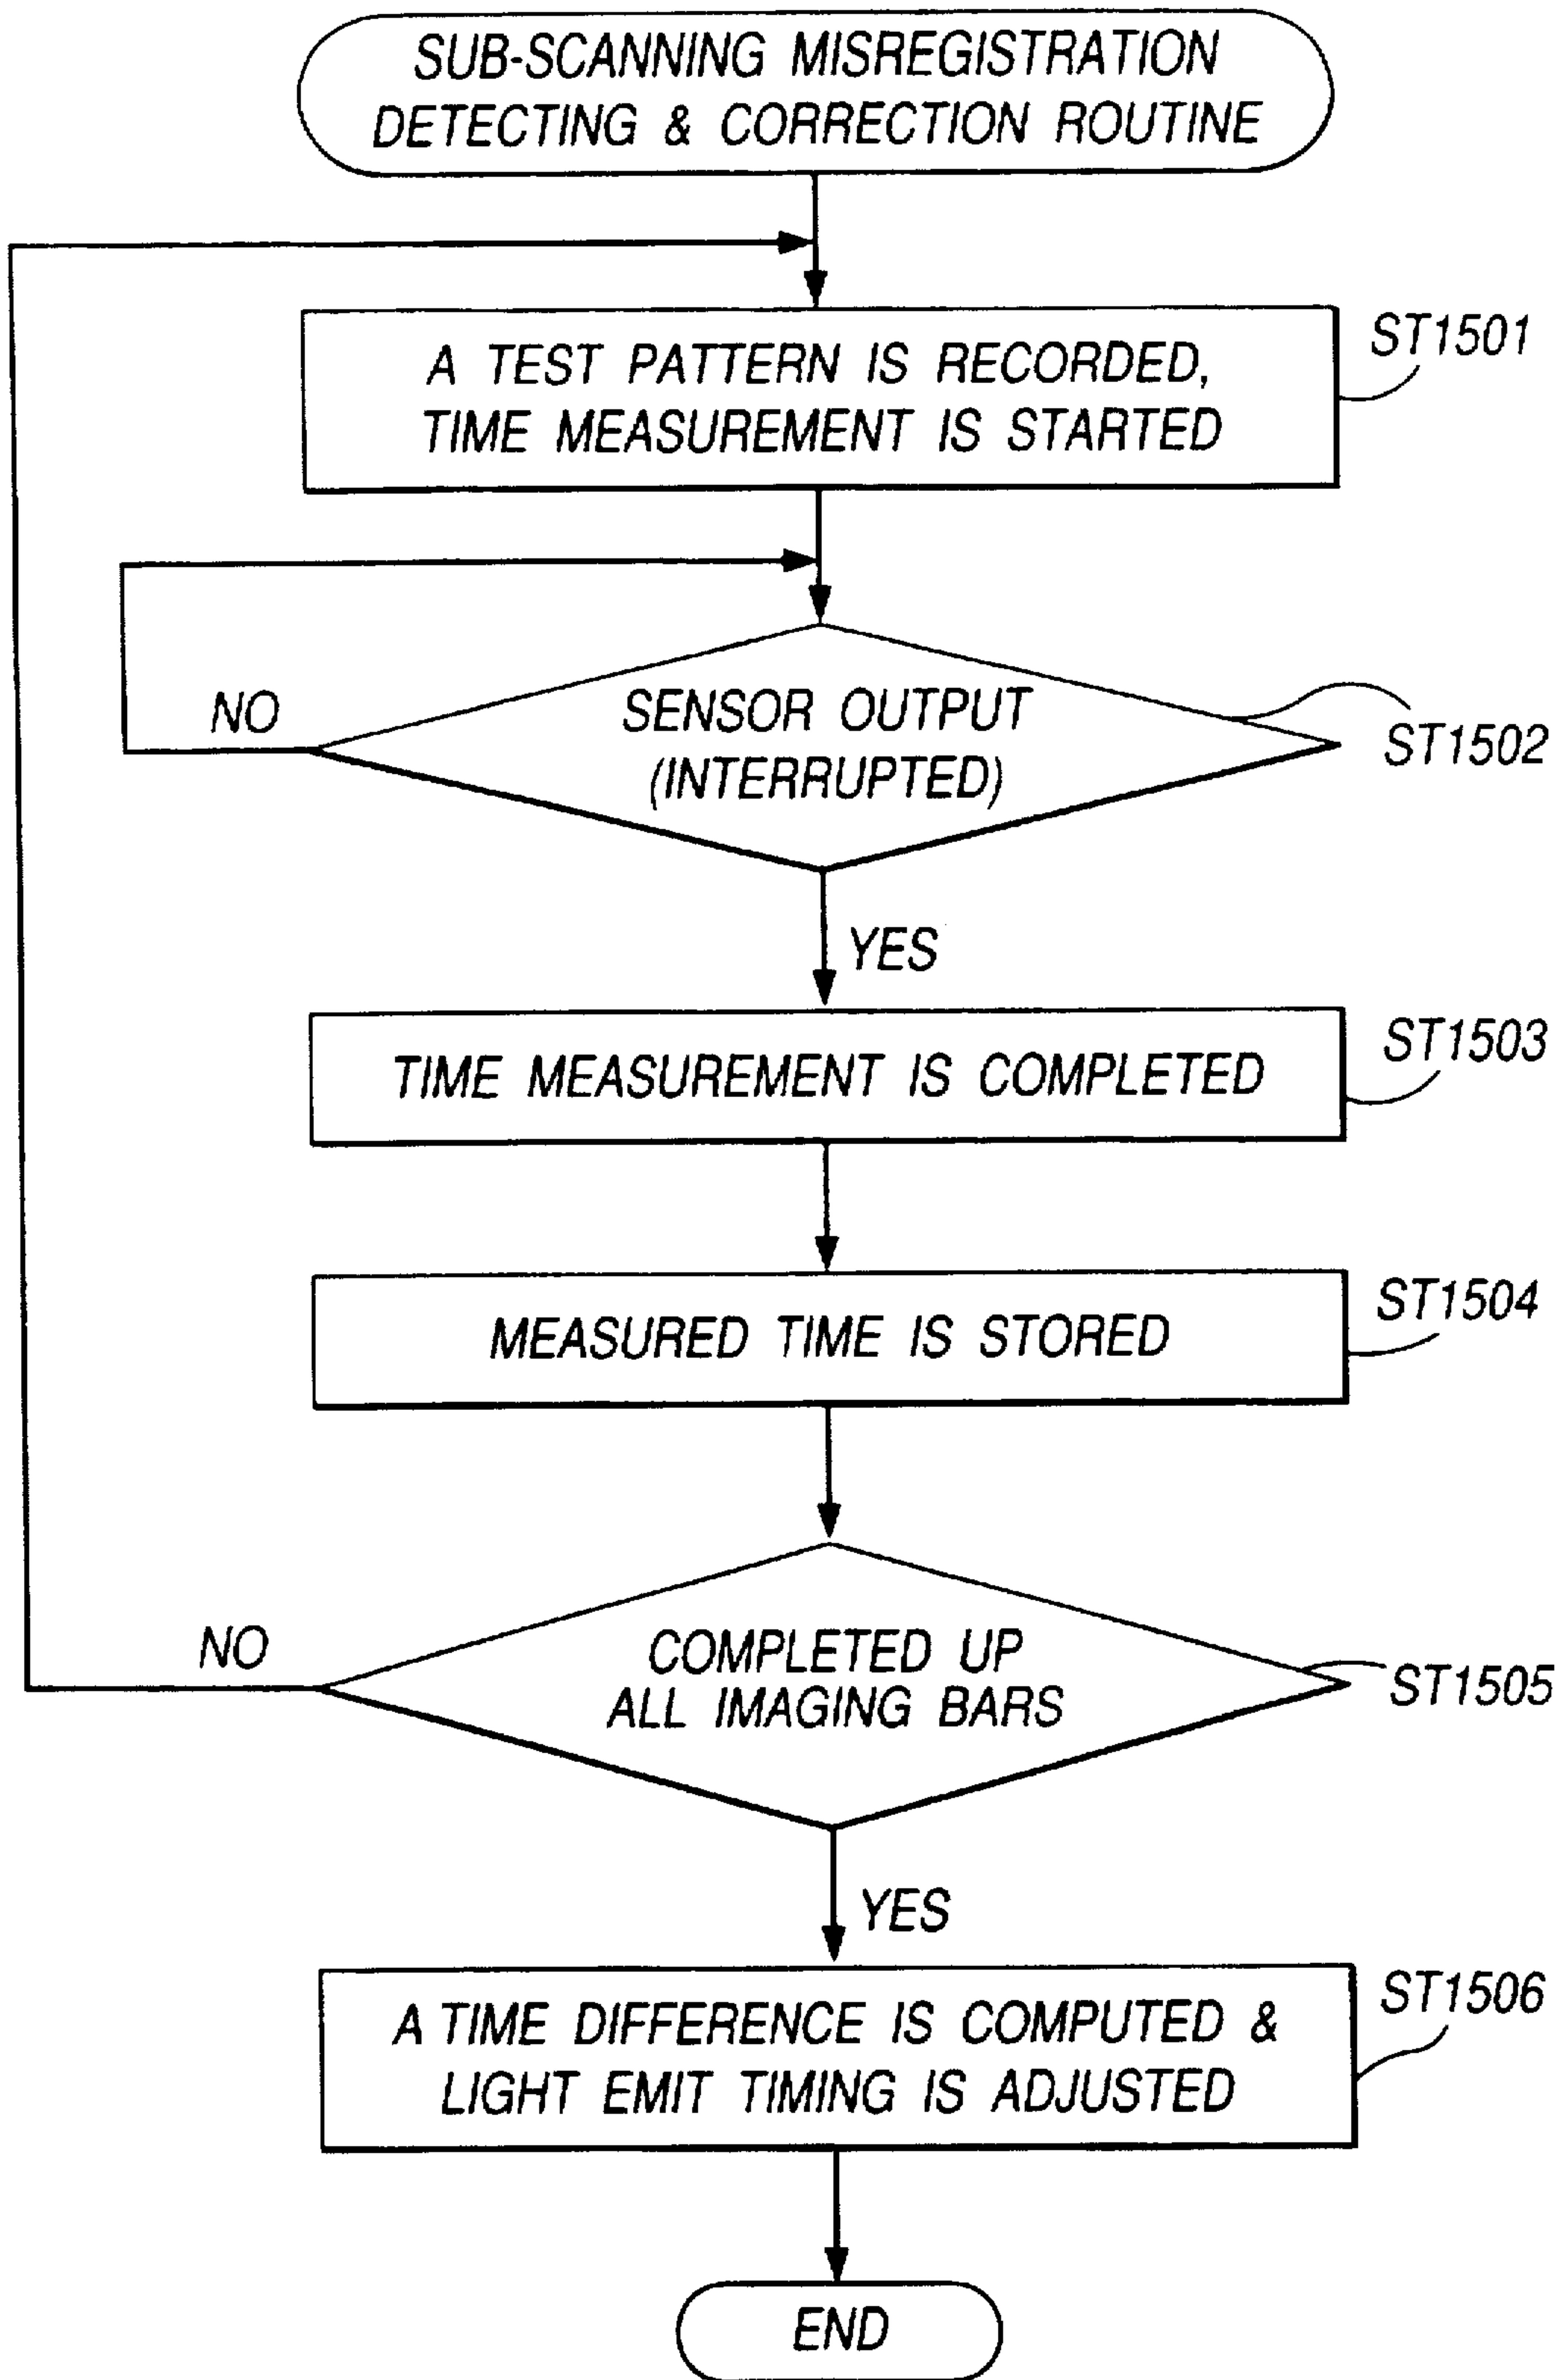 SUB-SCANNING MISREGISTRATION
DETECTING & CORRECTION ROUTINE
A TEST PATTERN IS RECORDED,
TIME MEASUREMENT IS STARTED
ST1501
NO
SENSOR OUTPUT
(INTERRUPTED)
ST1502
YES
TIME MEASUREMENT IS COMPLETED
ST1503
MEASURED TIME IS STORED
ST1504
NO
COMPLETED UP
ALL IMAGING BARS
ST1505
YES
A TIME DIFFERENCE IS COMPUTED &
LIGHT EMIT TIMING IS ADJUSTED
ST1506
END